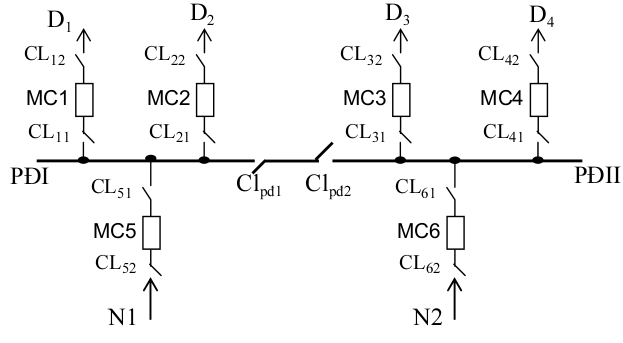 D1 D2 D3 D4
CL12 CL22 CL32 CL42
MC1 MC2 MC3 MC4
CL11 CL21 CL31 CL41
PĐI Clpd1 Clpd2 PĐII
CL51 CL61
MC5 MC6
CL52 CL62
N1 N2